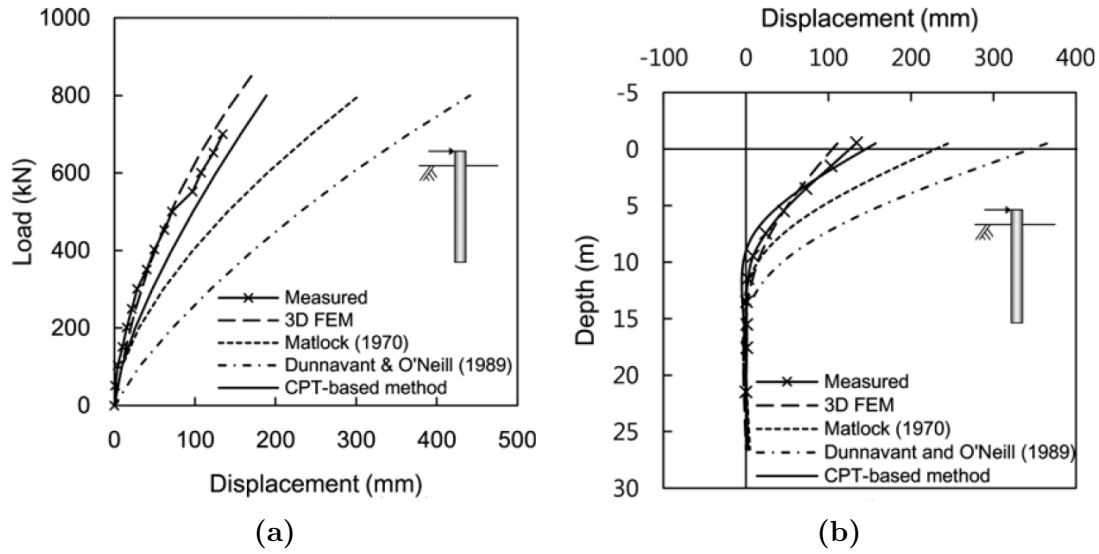 1000
800
600
400
200
0
Load (kN)
Measured
3D FEM
Matlock (1970)
Dunnavant & O'Neill (1989)
CPT-based method
0 100 200 300 400 500
Displacement (mm)
(a)
Displacement (mm)
-100 0 100 200 300 400
-5
0
5
10
15
20
25
30
Depth (m)
Measured
3D FEM
Matlock (1970)
Dunnavant and O'Neill (1989)
CPT-based method
(b)